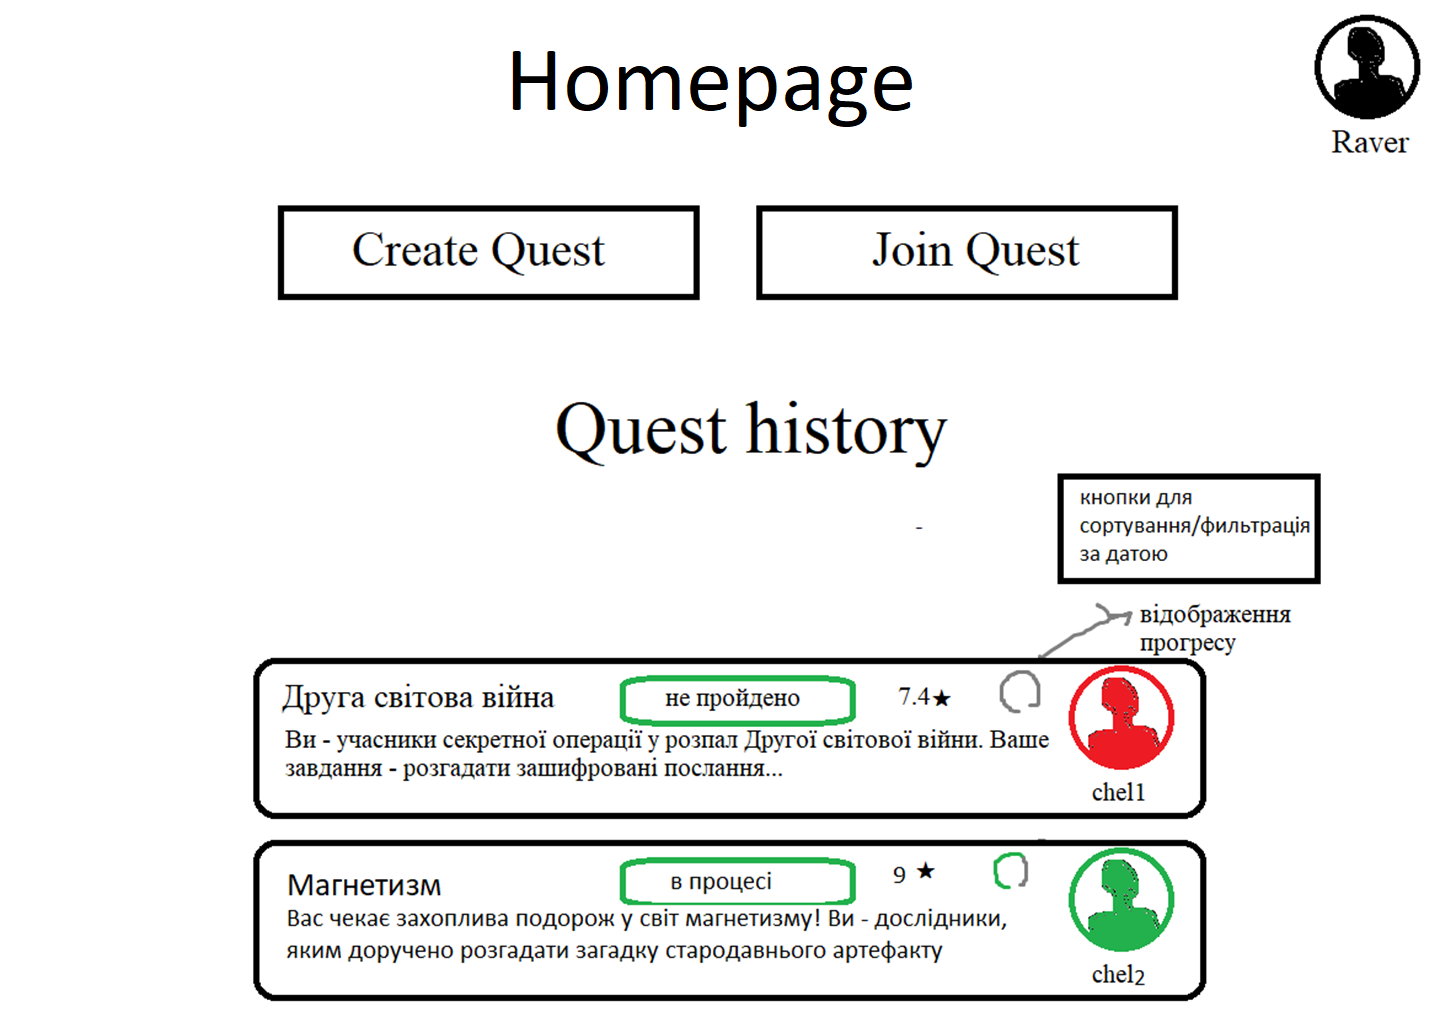 Homepage
Raver
Create Quest
Join Quest
Quest history
кнопки для
сортування/фильтрація
за датою
-
відображення
прогресу
Друга світова війна
не пройдено
7.4★
Ви - учасники секретної операції у розпал Другої світової війни. Ваше
завдання - розгадати зашифровані послання...
chel1
Магнетизм
в процесі
9 ★
Вас чекає захоплива подорож у світ магнетизму! Ви - дослідники,
яким доручено розгадати загадку стародавнього артефакту
chel2